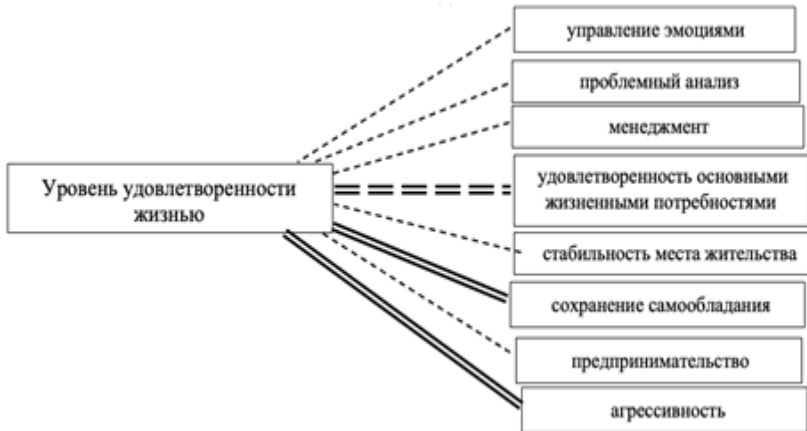 управление эмоциями
проблемный анализ
менеджмент
Уровень удовлетворенности
жизнью
удовлетворенность основными
жизненными потребностями
стабильность места жительства
сохранение самообладания
предпринимательство
агрессивность